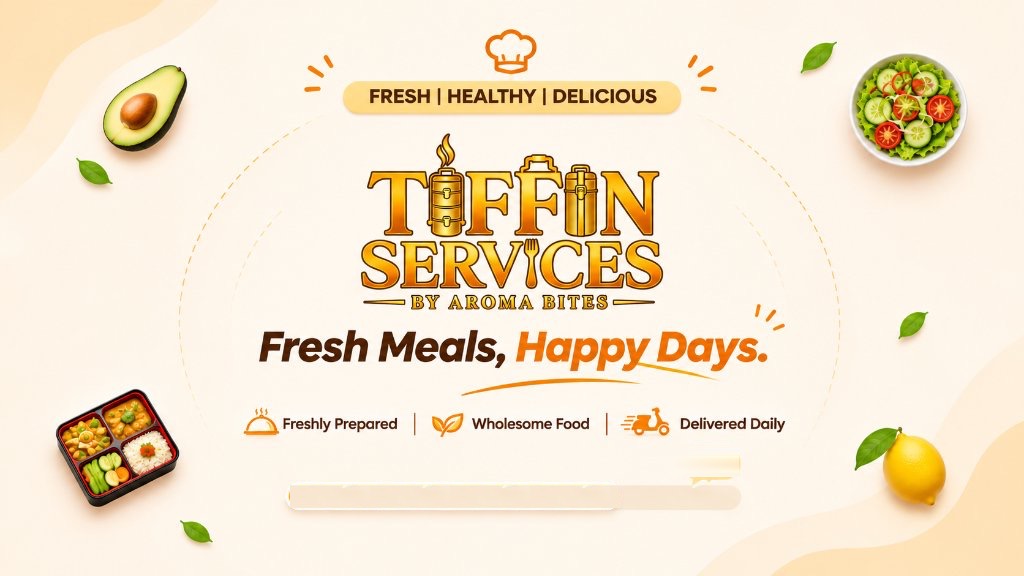 FRESH | HEALTHY | DELICIOUS
TIFFIN
SERVICES
BY AROMA BITES
Fresh Meals, Happy Days.
Freshly Prepared | Wholesome Food | Delivered Daily